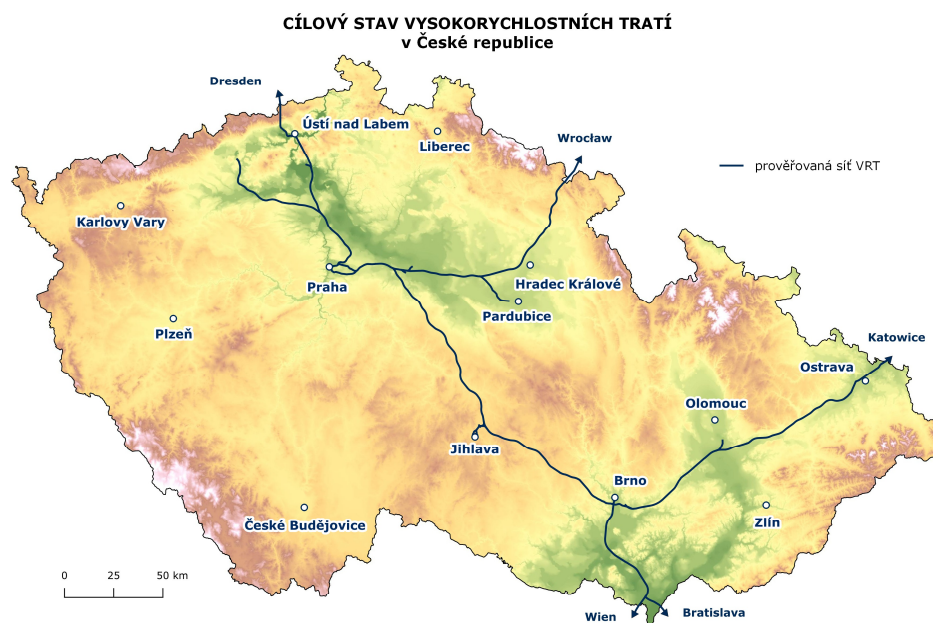 CÍLOVÝ STAV VYSOKORYCHLOSTNÍCH TRATÍ
v České republice
Dresden
Ústí nad Labem
Liberec
Wrocław
prověřovaná síť VRT
Karlovy Vary
Praha
Hradec Králové
Pardubice
Plzeň
Katowice
Ostrava
Olomouc
Jihlava
Brno
České Budějovice
Zlín
0 25 50 km
Wien
Bratislava